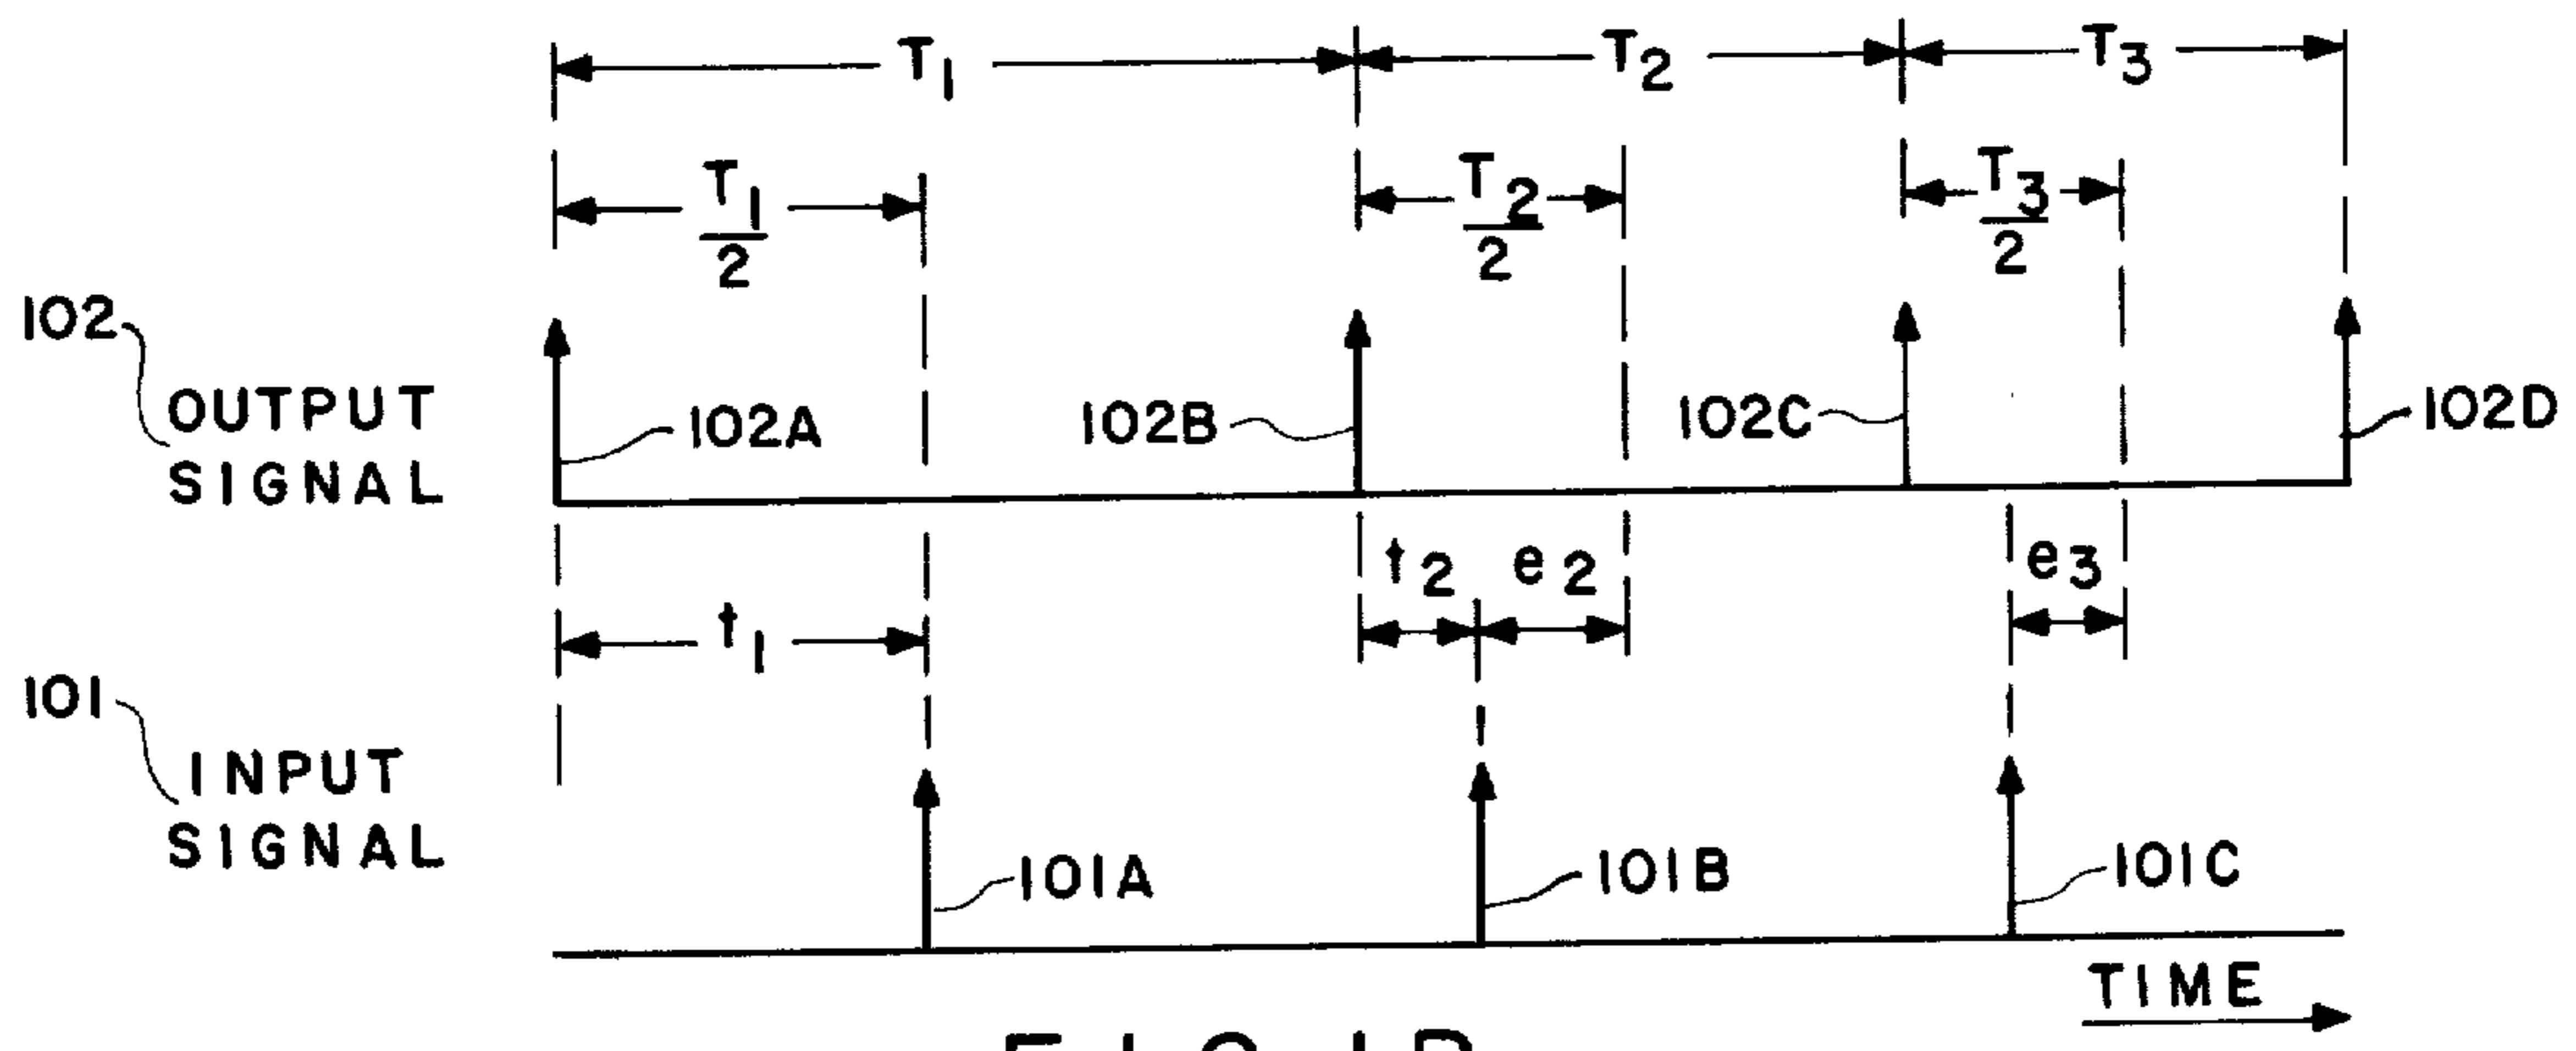 T1 T2 T3
T1/2 T2/2 T3/2
102
OUTPUT SIGNAL
102A 102B 102C 102D
t1 t2 e2 e3
101
INPUT SIGNAL
101A 101B 101C
TIME